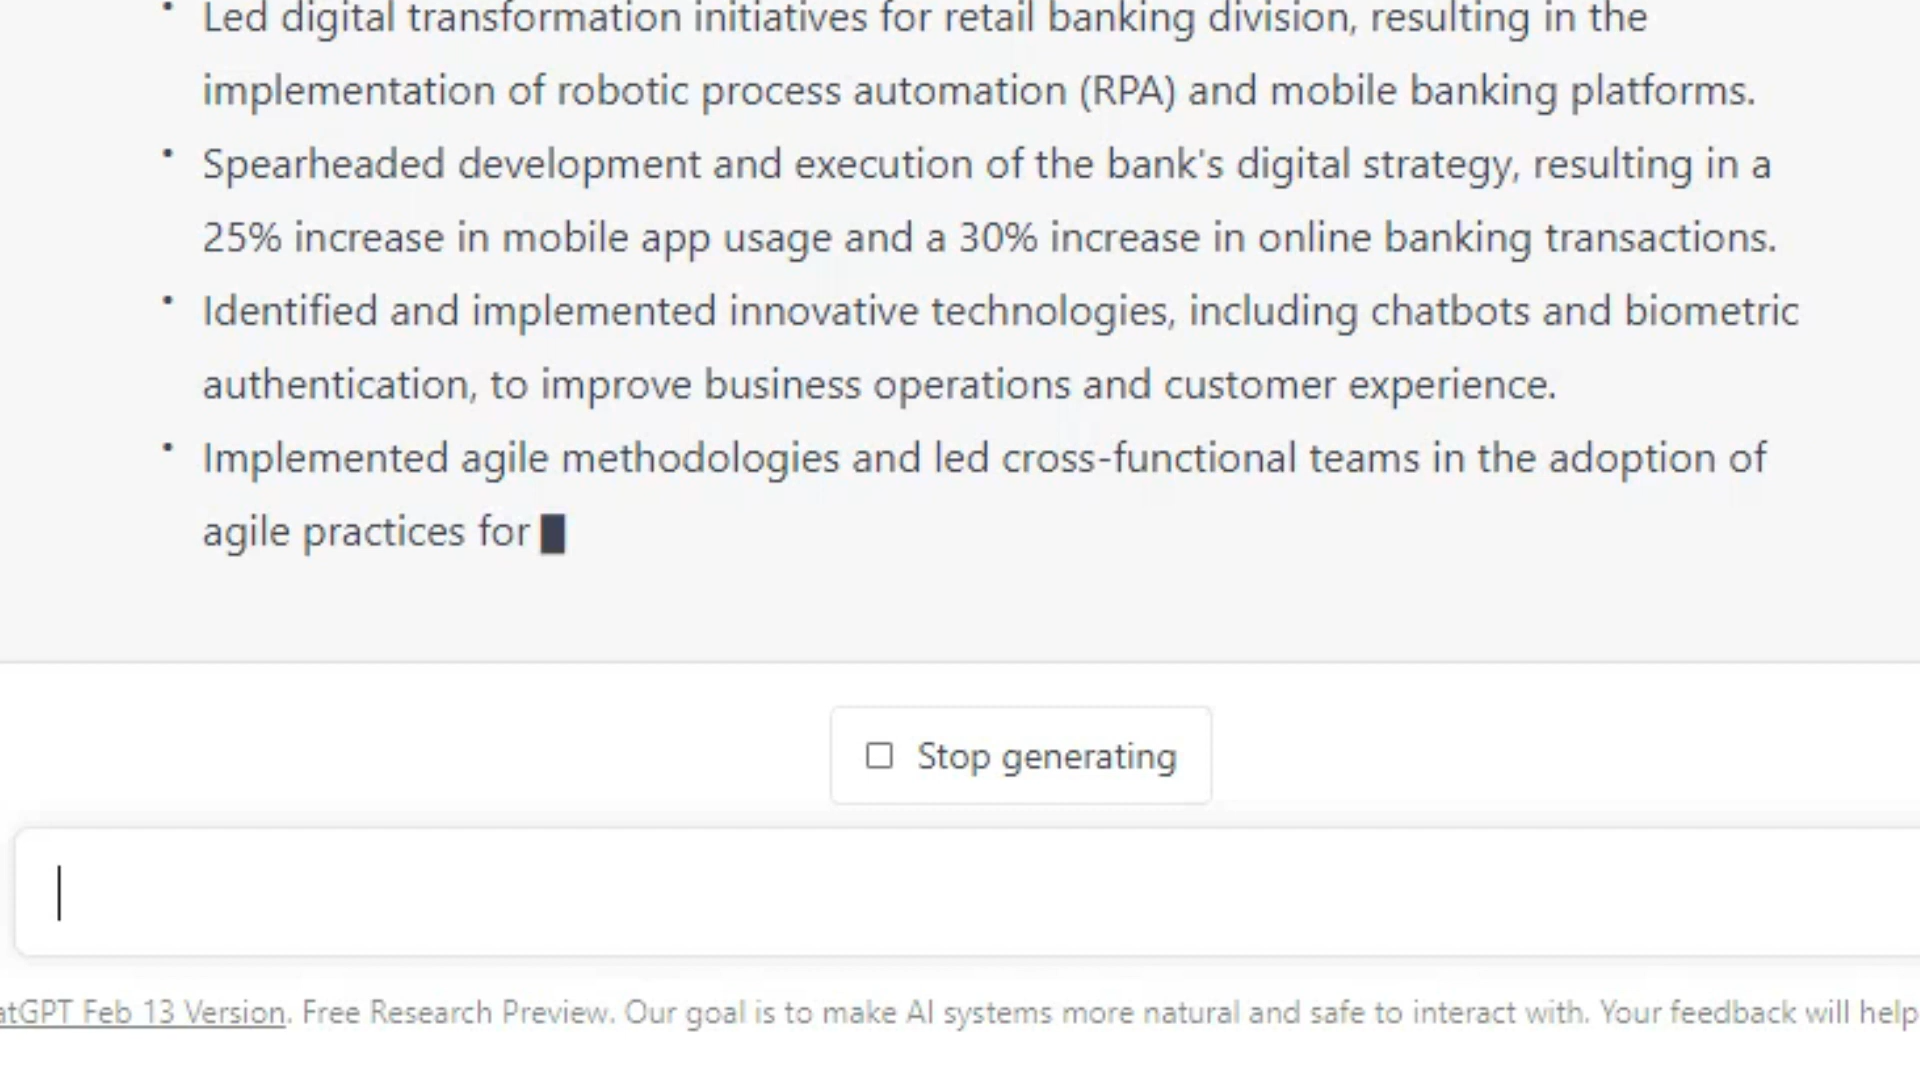 • Led digital transformation initiatives for retail banking division, resulting in the
implementation of robotic process automation (RPA) and mobile banking platforms.
• Spearheaded development and execution of the bank's digital strategy, resulting in a
25% increase in mobile app usage and a 30% increase in online banking transactions.
• Identified and implemented innovative technologies, including chatbots and biometric
authentication, to improve business operations and customer experience.
• Implemented agile methodologies and led cross-functional teams in the adoption of
agile practices for
Stop generating
atGPT Feb 13 Version. Free Research Preview. Our goal is to make AI systems more natural and safe to interact with. Your feedback will help